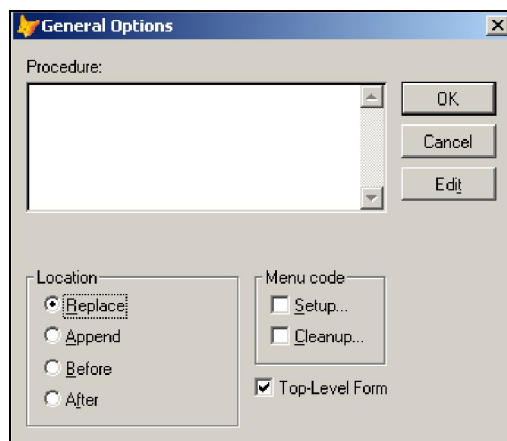 General Options
Procedure:
OK
Cancel
Edit
Location
Replace
Append
Before
After
Menu code
Setup...
Cleanup...
Top-Level Form